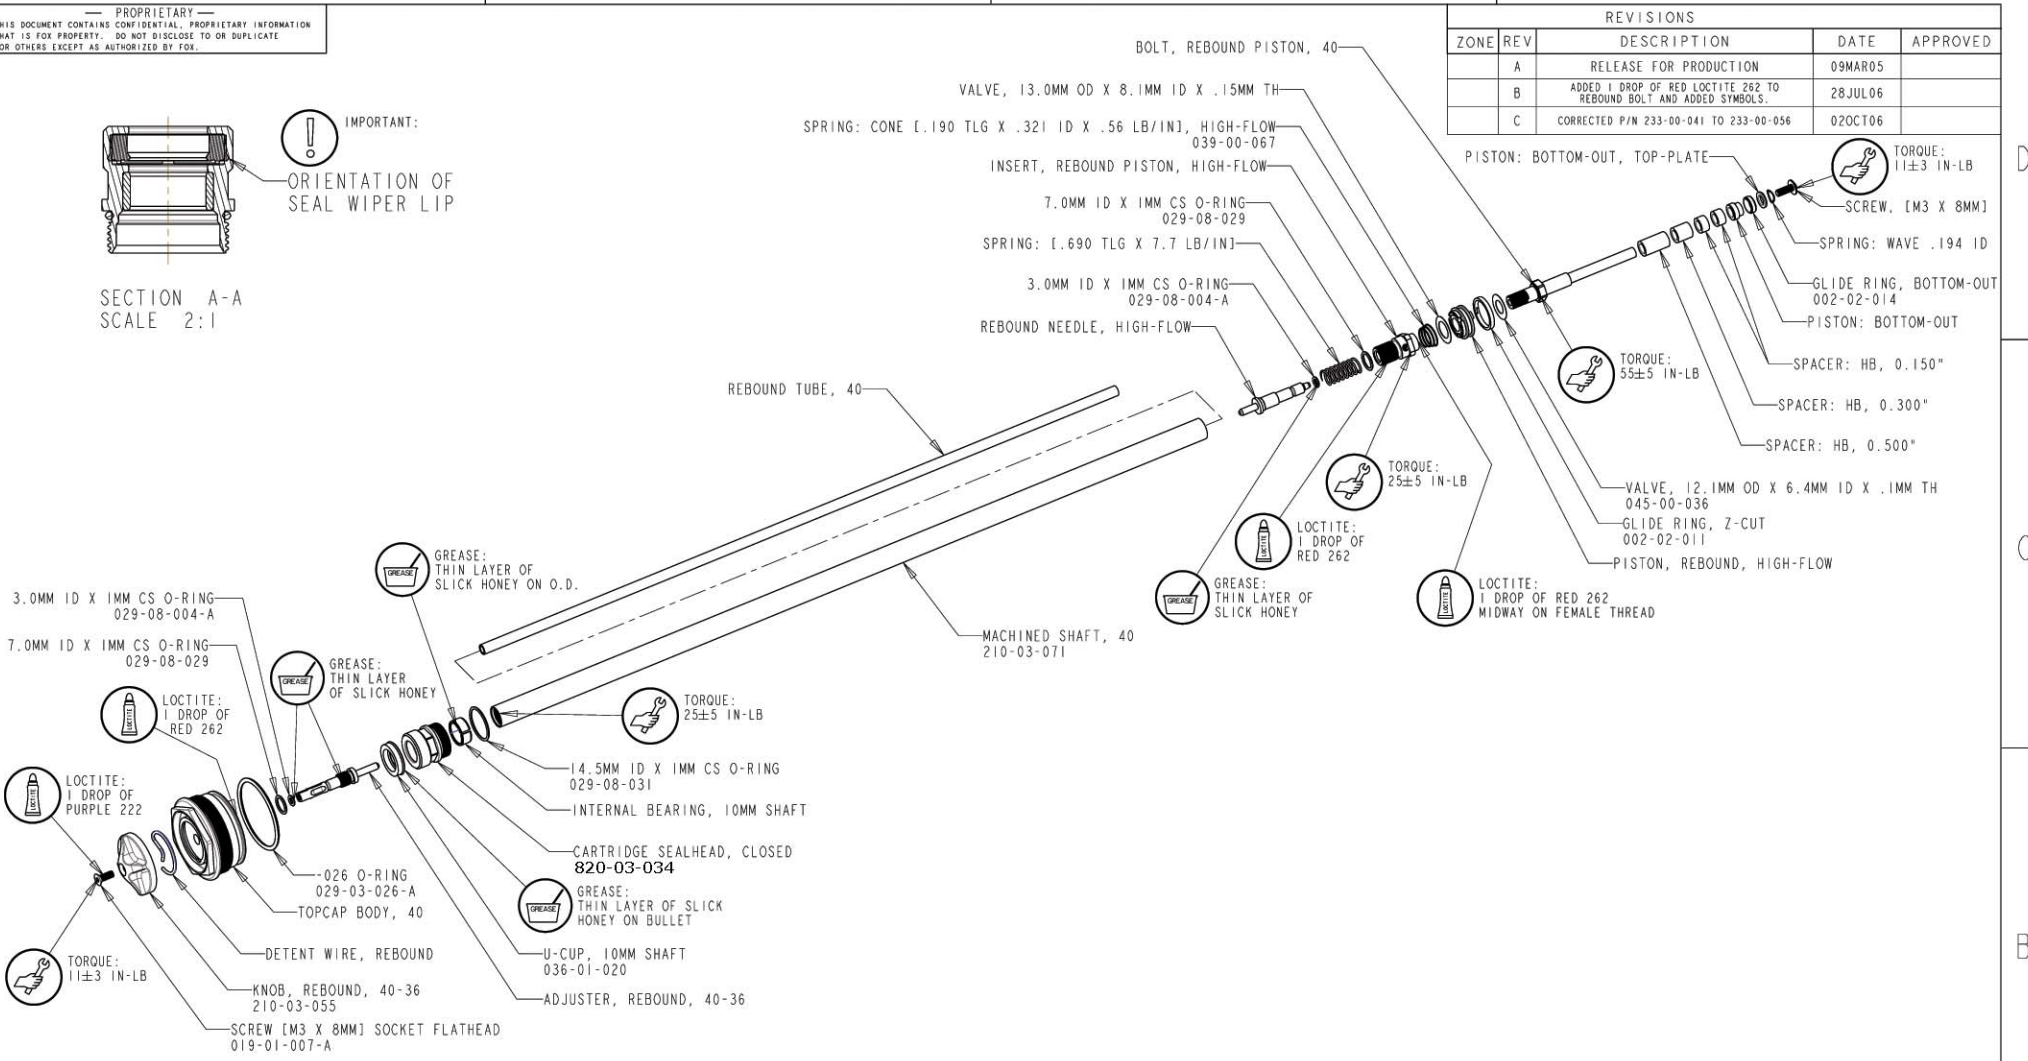 — PROPRIETARY —
HIS DOCUMENT CONTAINS CONFIDENTIAL, PROPRIETARY INFORMATION
HAT IS FOX PROPERTY. DO NOT DISCLOSE TO OR DUPLICATE
OR OTHERS EXCEPT AS AUTHORIZED BY FOX.
REVISIONS
ZONE REV DESCRIPTION DATE APPROVED
A RELEASE FOR PRODUCTION 09MAR05
B ADDED 1 DROP OF RED LOCTITE 262 TO
REBOUND BOLT AND ADDED SYMBOLS. 28JUL06
C CORRECTED P/N 233-00-041 TO 233-00-056 02OCT06
IMPORTANT:
ORIENTATION OF
SEAL WIPER LIP
SECTION A-A
SCALE 2:1
BOLT, REBOUND PISTON, 40
VALVE, 13.0MM OD X 8.1MM ID X .15MM TH
SPRING: CONE [.190 TLG X .321 ID X .56 LB/IN], HIGH-FLOW
039-00-067
INSERT, REBOUND PISTON, HIGH-FLOW
7.0MM ID X 1MM CS O-RING
029-08-029
SPRING: [.690 TLG X 7.7 LB/IN]
3.0MM ID X 1MM CS O-RING
029-08-004-A
REBOUND NEEDLE, HIGH-FLOW
REBOUND TUBE, 40
PISTON: BOTTOM-OUT, TOP-PLATE
TORQUE:
11±3 IN-LB
SCREW, [M3 X 8MM]
SPRING: WAVE .194 ID
GLIDE RING, BOTTOM-OUT
002-02-014
PISTON: BOTTOM-OUT
SPACER: HB, 0.150"
SPACER: HB, 0.300"
SPACER: HB, 0.500"
TORQUE:
55±5 IN-LB
VALVE, 12.1MM OD X 6.4MM ID X .1MM TH
045-00-036
GLIDE RING, Z-CUT
002-02-011
PISTON, REBOUND, HIGH-FLOW
TORQUE:
25±5 IN-LB
LOCTITE
LOCTITE:
1 DROP OF
RED 262
GREASE
GREASE:
THIN LAYER OF
SLICK HONEY
LOCTITE
LOCTITE:
1 DROP OF RED 262
MIDWAY ON FEMALE THREAD
MACHINED SHAFT, 40
210-03-071
GREASE
GREASE:
THIN LAYER OF
SLICK HONEY ON O.D.
3.0MM ID X 1MM CS O-RING
029-08-004-A
7.0MM ID X 1MM CS O-RING
029-08-029
GREASE
GREASE:
THIN LAYER
OF SLICK HONEY
LOCTITE
LOCTITE:
1 DROP OF
RED 262
LOCTITE
LOCTITE:
1 DROP OF
PURPLE 222
TORQUE:
25±5 IN-LB
14.5MM ID X 1MM CS O-RING
029-08-031
INTERNAL BEARING, 10MM SHAFT
CARTRIDGE SEALHEAD, CLOSED
820-03-034
GREASE
GREASE:
THIN LAYER OF SLICK
HONEY ON BULLET
U-CUP, 10MM SHAFT
036-01-020
ADJUSTER, REBOUND, 40-36
-026 O-RING
029-03-026-A
TOPCAP BODY, 40
DETENT WIRE, REBOUND
TORQUE:
11±3 IN-LB
KNOB, REBOUND, 40-36
210-03-055
SCREW [M3 X 8MM] SOCKET FLATHEAD
019-01-007-A